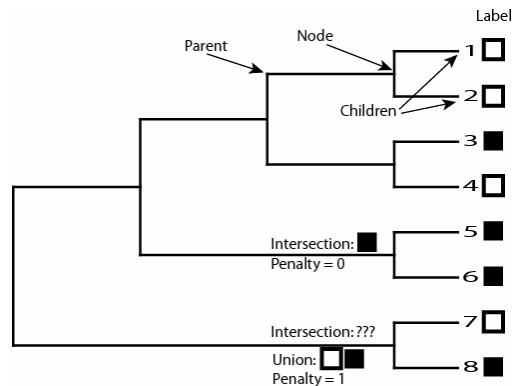 Label
Node
Parent
1
2
Children
3
4
Intersection:
5
Penalty = 0
6
Intersection: ???
7
Union:
8
Penalty = 1